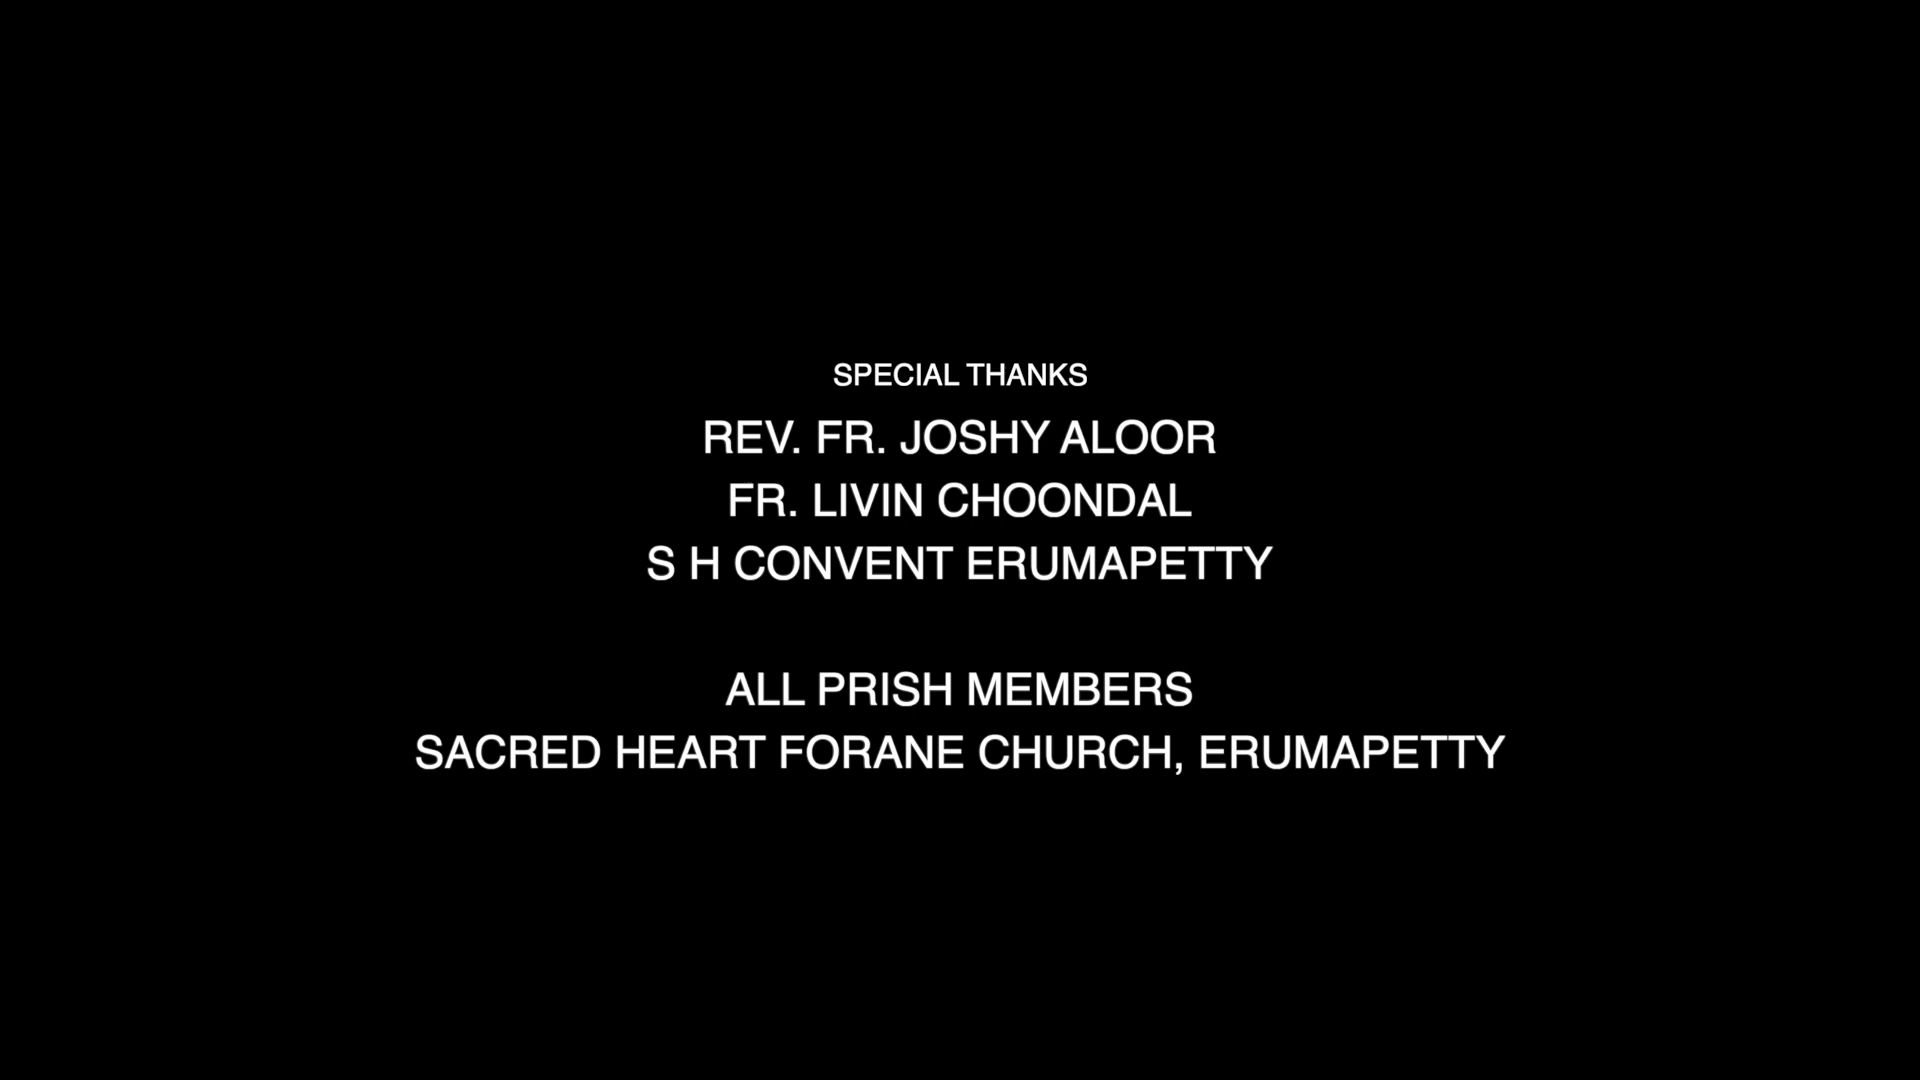 SPECIAL THANKS
REV. FR. JOSHY ALOOR
FR. LIVIN CHOONDAL
S H CONVENT ERUMAPETTY
ALL PRISH MEMBERS
SACRED HEART FORANE CHURCH, ERUMAPETTY